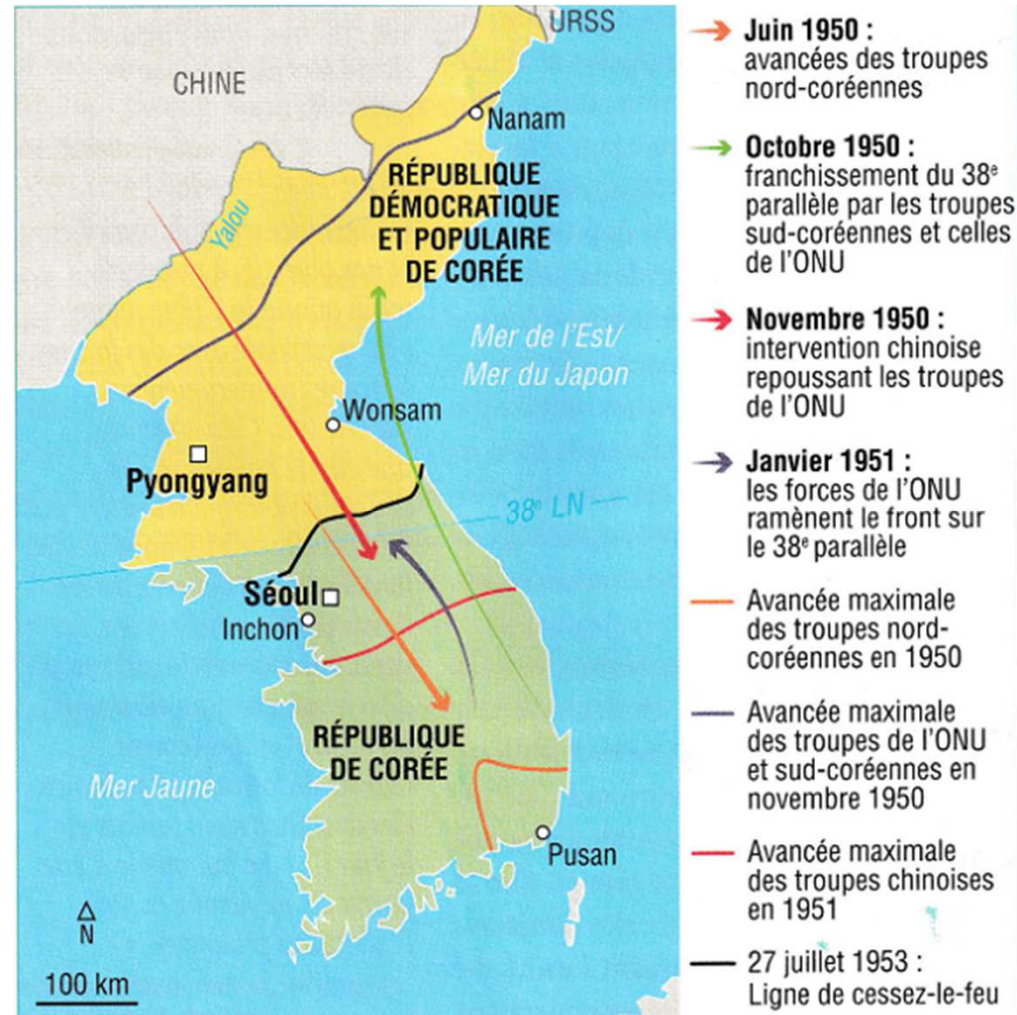 URSS
CHINE
Nanam
RÉPUBLIQUE
DÉMOCRATIQUE
ET POPULAIRE
DE CORÉE
Yalou
Mer de l'Est/
Mer du Japon
Wonsam
Pyongyang
38e LN
Séoul
Inchon
RÉPUBLIQUE
DE CORÉE
Mer Jaune
Pusan
N
100 km
Juin 1950 :
avancées des troupes
nord-coréennes
Octobre 1950 :
franchissement du 38e
parallèle par les troupes
sud-coréennes et celles
de l'ONU
Novembre 1950 :
intervention chinoise
repoussant les troupes
de l'ONU
Janvier 1951 :
les forces de l'ONU
ramènent le front sur
le 38e parallèle
Avancée maximale
des troupes nord-
coréennes en 1950
Avancée maximale
des troupes de l'ONU
et sud-coréennes en
novembre 1950
Avancée maximale
des troupes chinoises
en 1951
27 juillet 1953 :
Ligne de cessez-le-feu